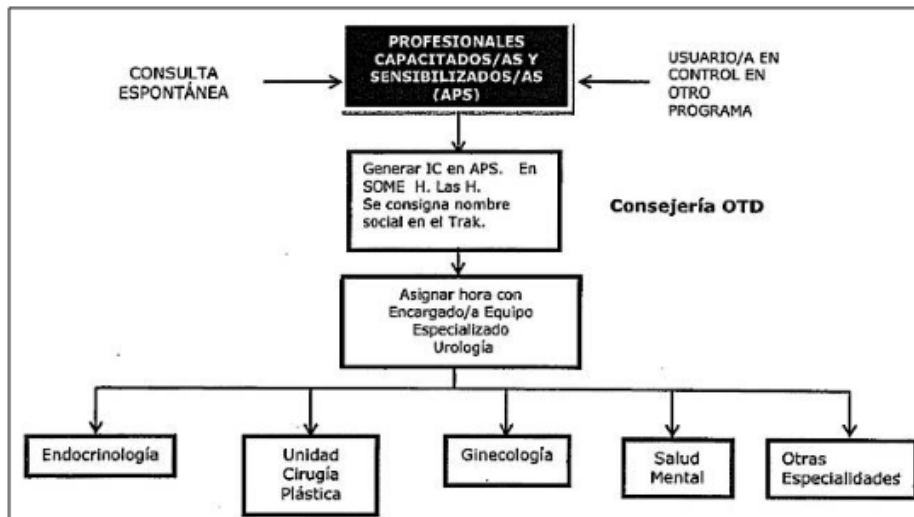 PROFESIONALES
CAPACITADOS/AS Y
SENSIBILIZADOS/AS
(APS)
CONSULTA
ESPONTÁNEA
USUARIO/A EN
CONTROL EN
OTRO
PROGRAMA
Generar IC en APS. En
SOME H. Las H.
Se consigna nombre
social en el Trak.
Consejería OTD
Asignar hora con
Encargado/a Equipo
Especializado
Urología
Endocrinología
Unidad
Cirugía
Plástica
Ginecología
Salud
Mental
Otras
Especialidades